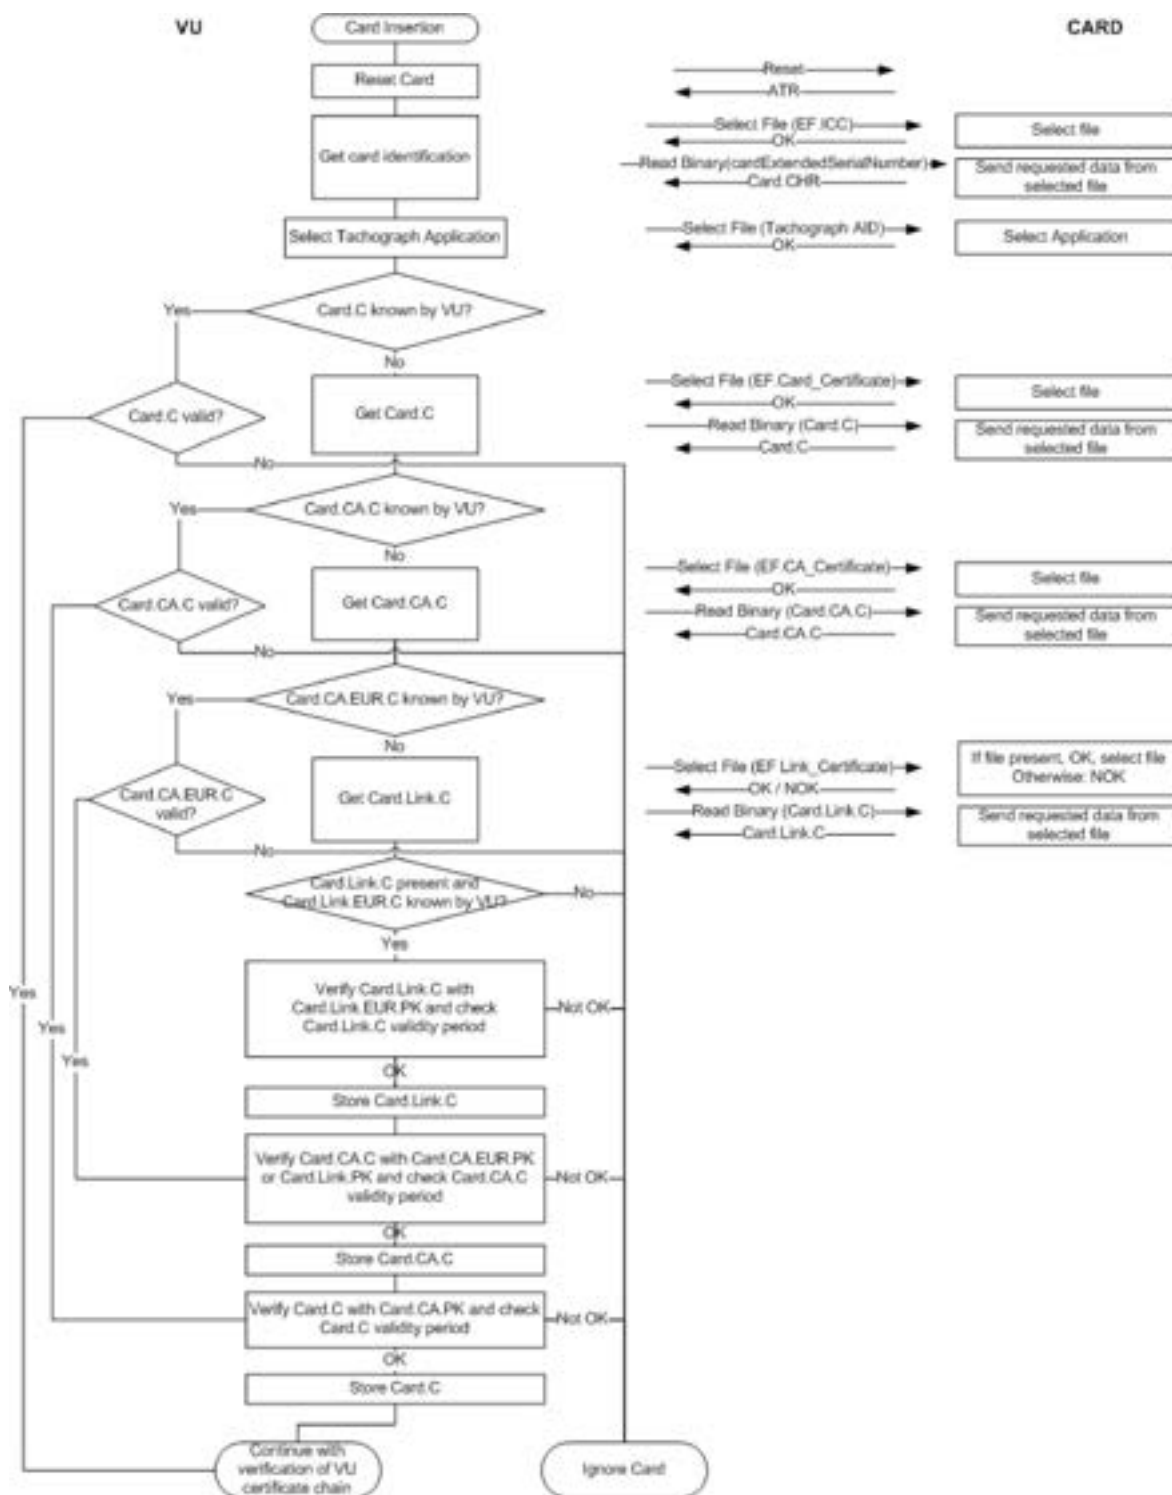 VU
CARD
Card Insertion
Reset Card
Reset
ATR
Get card identification
Select File (EF.ICC)
OK
Select file
Read Binary(cardExtendedSerialNumber)
Card.CHR
Send requested data from
selected file
Select Tachograph Application
Select File (Tachograph AID)
OK
Select Application
Card.C known by VU?
Yes
No
Card.C valid?
Get Card.C
Select File (EF.Card_Certificate)
OK
Select file
Read Binary (Card.C)
Card.C
Send requested data from
selected file
No
Card.CA.C known by VU?
Yes
No
Card.CA.C valid?
Get Card.CA.C
Select File (EF.CA_Certificate)
OK
Select file
Read Binary (Card.CA.C)
Card.CA.C
Send requested data from
selected file
No
Card.CA.EUR.C known by VU?
Yes
No
Card.CA.EUR.C
valid?
Get Card.Link.C
Select File (EF.Link_Certificate)
OK / NOK
If file present, OK, select file
Otherwise: NOK
Read Binary (Card.Link.C)
Card.Link.C
Send requested data from
selected file
No
Card.Link.C present and
Card.Link.EUR.C known by VU?
No
Yes
Verify Card.Link.C with
Card.Link.EUR.PK and check
Card.Link.C validity period
Not OK
Yes
Yes
Yes
OK
Store Card.Link.C
Verify Card.CA.C with Card.CA.EUR.PK
or Card.Link.PK and check Card.CA.C
validity period
Not OK
OK
Store Card.CA.C
Verify Card.C with Card.CA.PK and check
Card.C validity period
Not OK
OK
Store Card.C
Continue with
verification of VU
certificate chain
Ignore Card